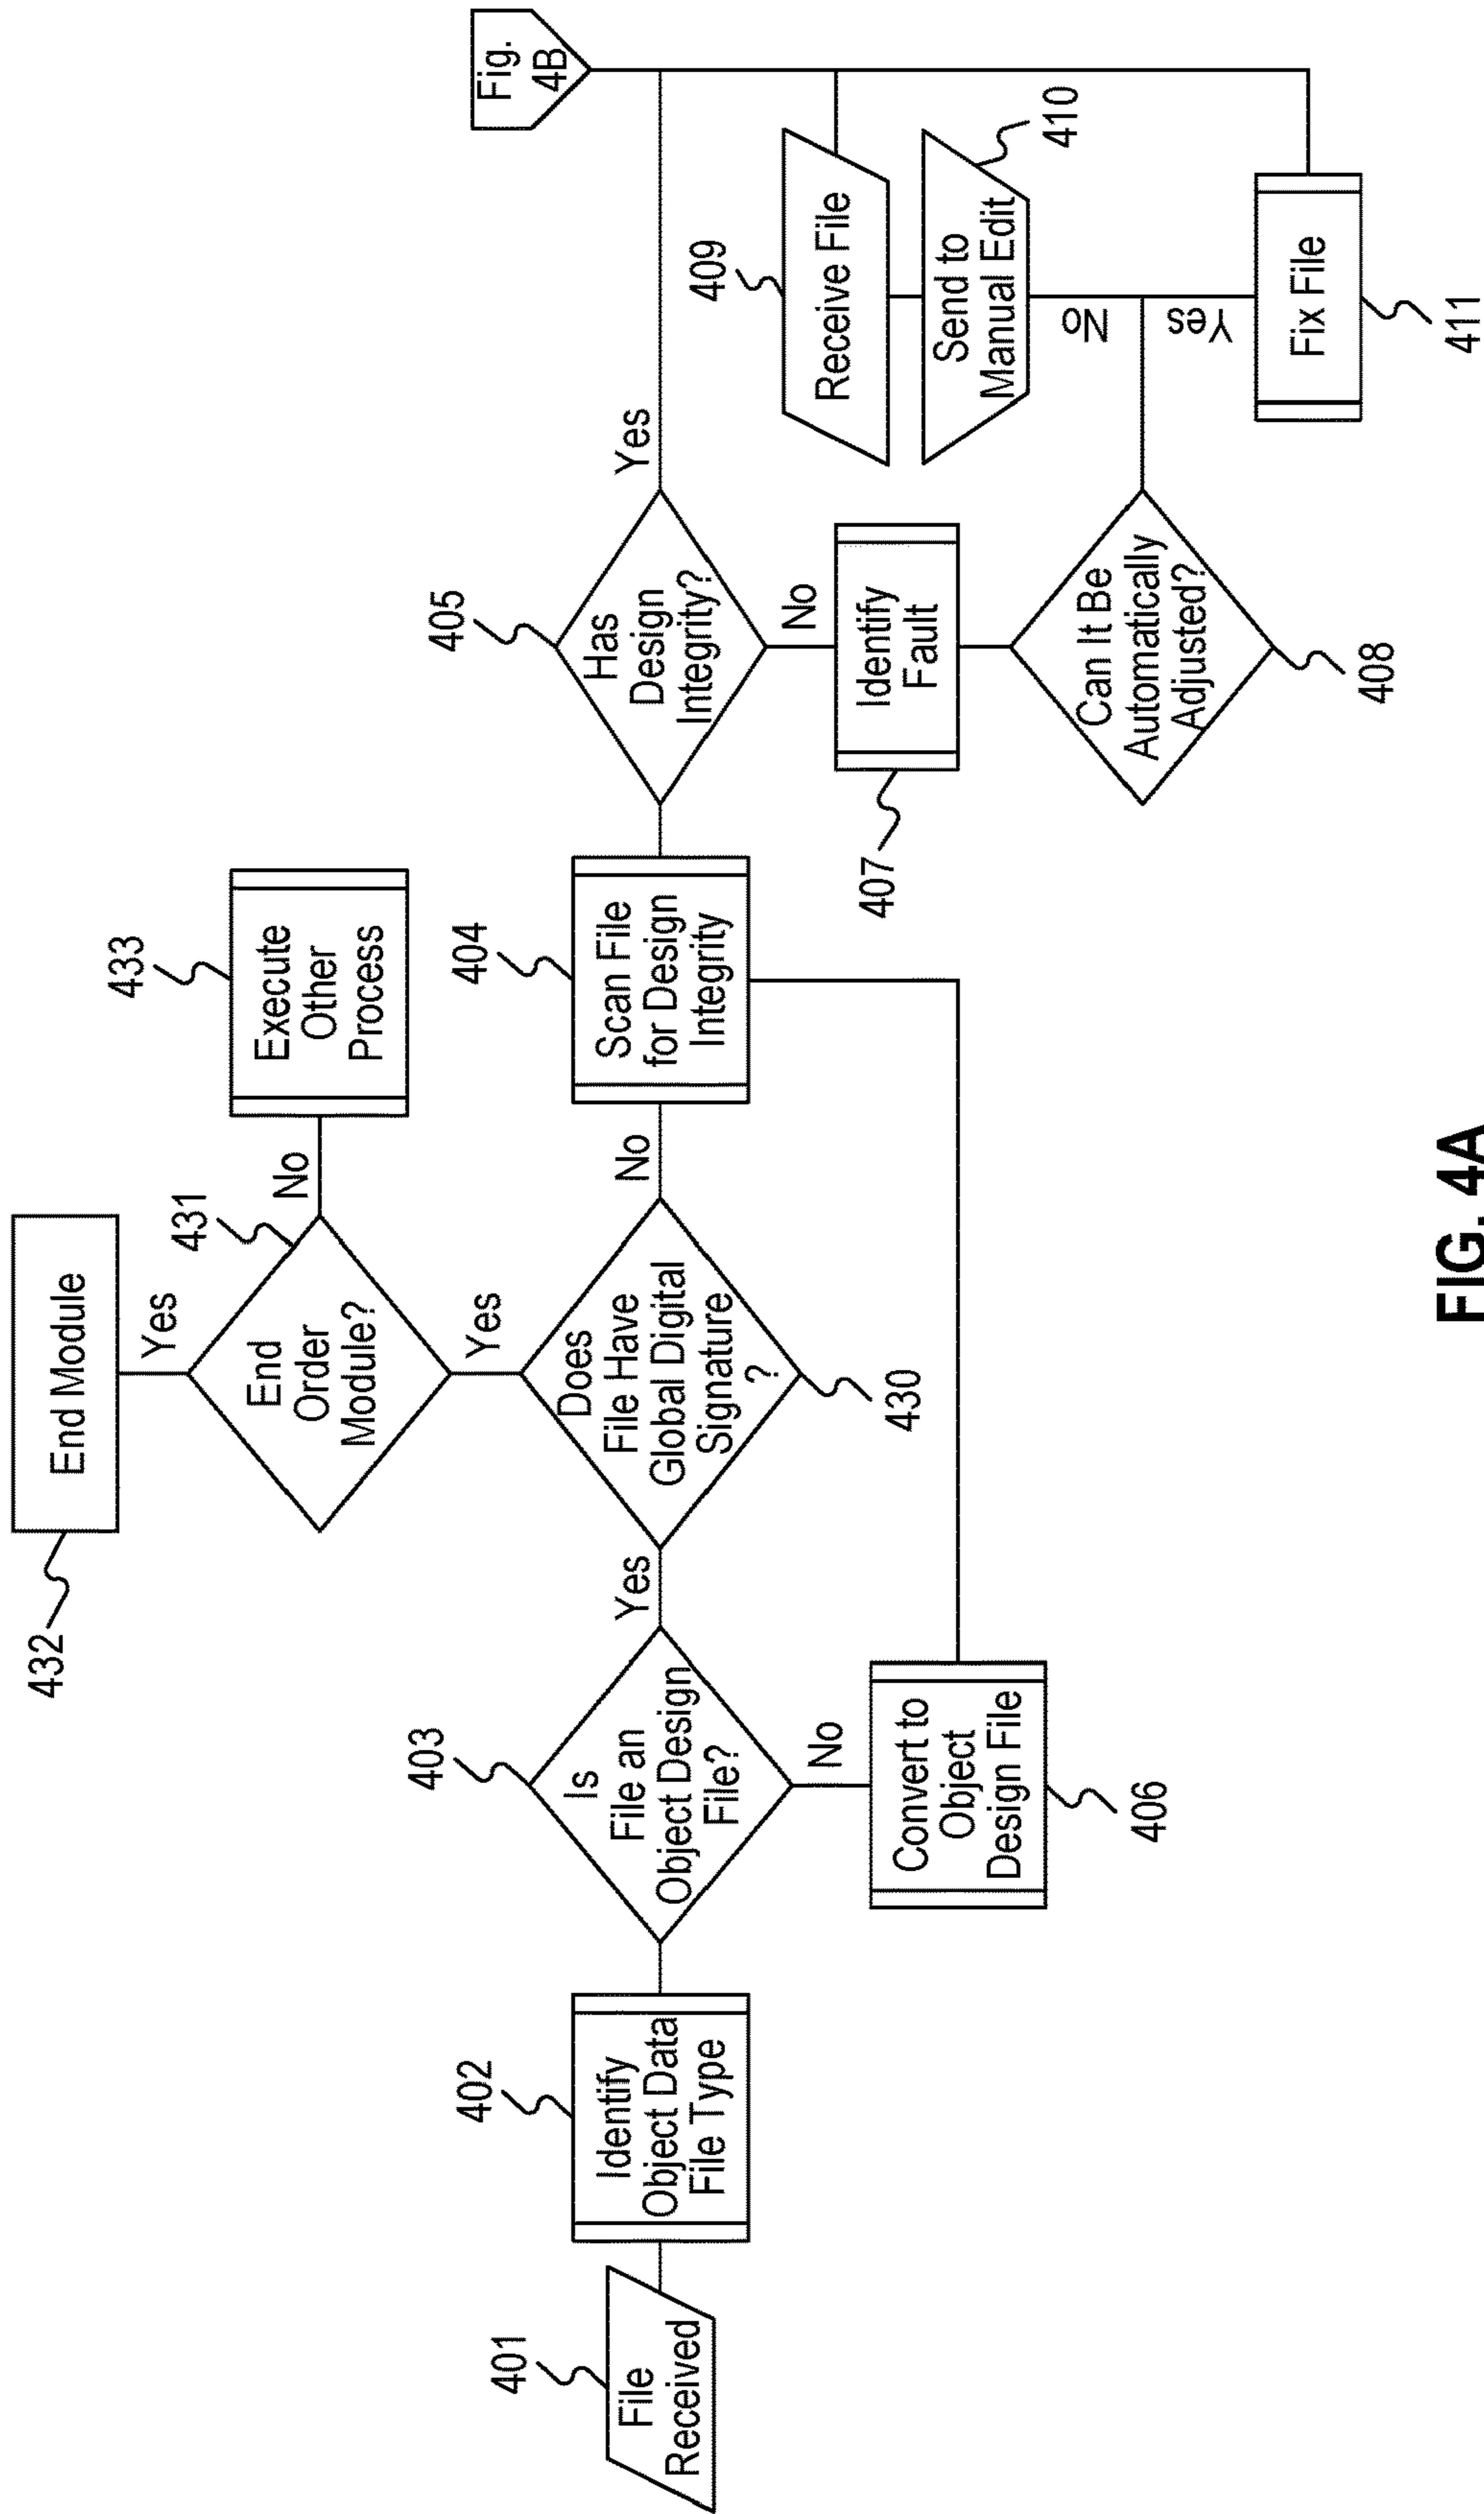 432
End Module
Yes
433
431
End
Order
Module?
No
Execute
Other
Process
Yes
Fig.
4B
401
File
Received
402
Identify
Object Data
File Type
403
Is
File an
Object Design
File?
Yes
Does
File Have
Global Digital
Signature
?
430
No
404
Scan File
for Design
Integrity
405
Has
Design
Integrity?
Yes
No
Convert to
Object
Design File
406
No
407
Identify
Fault
409
Receive File
Send to
Manual Edit
410
No
Can It Be
Automatically
Adjusted?
408
Yes
Fix File
411
FIG. 4A